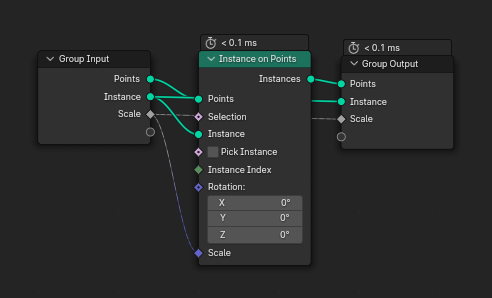 Group Input
Points
Instance
Scale
< 0.1 ms
Instance on Points
Instances
Points
Selection
Instance
Pick Instance
Instance Index
Rotation:
X 0°
Y 0°
Z 0°
Scale
< 0.1 ms
Group Output
Points
Instance
Scale